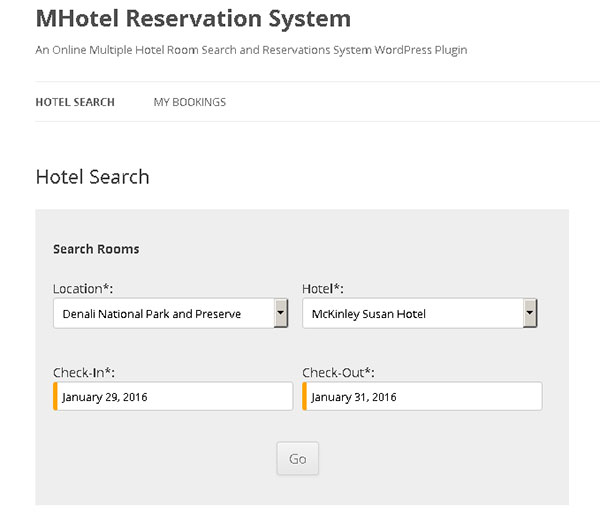 MHotel Reservation System
An Online Multiple Hotel Room Search and Reservations System WordPress Plugin
HOTEL SEARCH MY BOOKINGS
Hotel Search
Search Rooms
Location*: Hotel*:
Denali National Park and Preserve McKinley Susan Hotel
Check-In*: Check-Out*:
January 29, 2016 January 31, 2016
Go